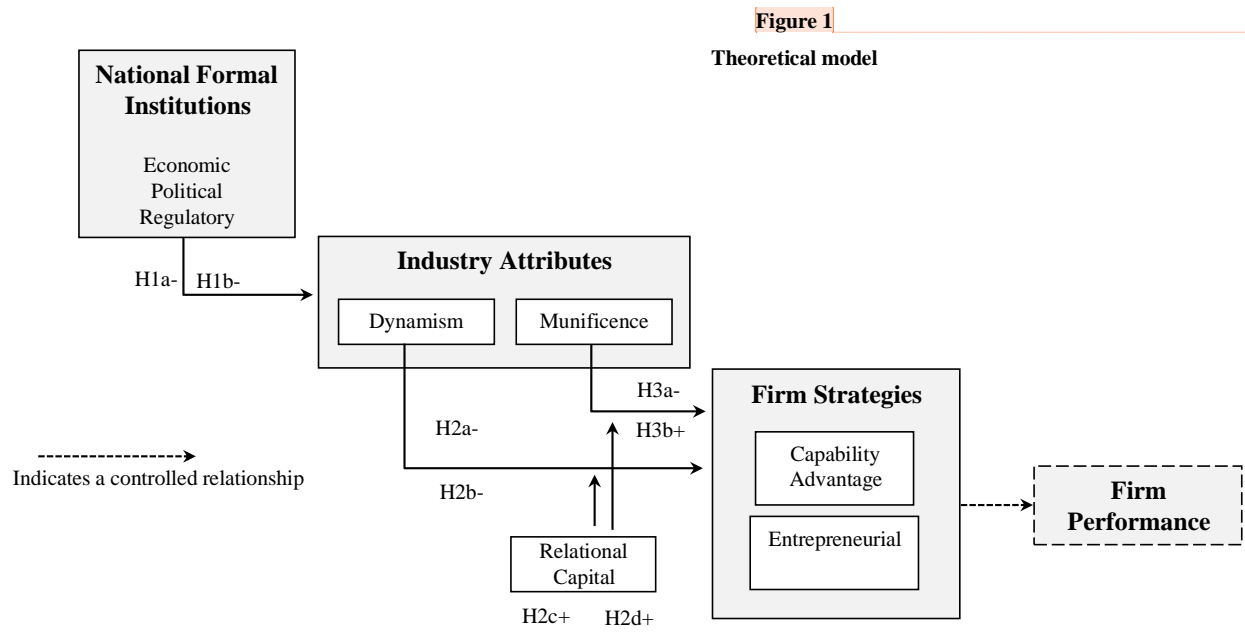 Figure 1
Theoretical model
National Formal
Institutions
Economic
Political
Regulatory
H1a-
H1b-
Industry Attributes
Dynamism
Munificence
H3a-
H3b+
H2a-
H2b-
Firm Strategies
Capability
Advantage
Entrepreneurial
Indicates a controlled relationship
Firm
Performance
Relational
Capital
H2c+
H2d+